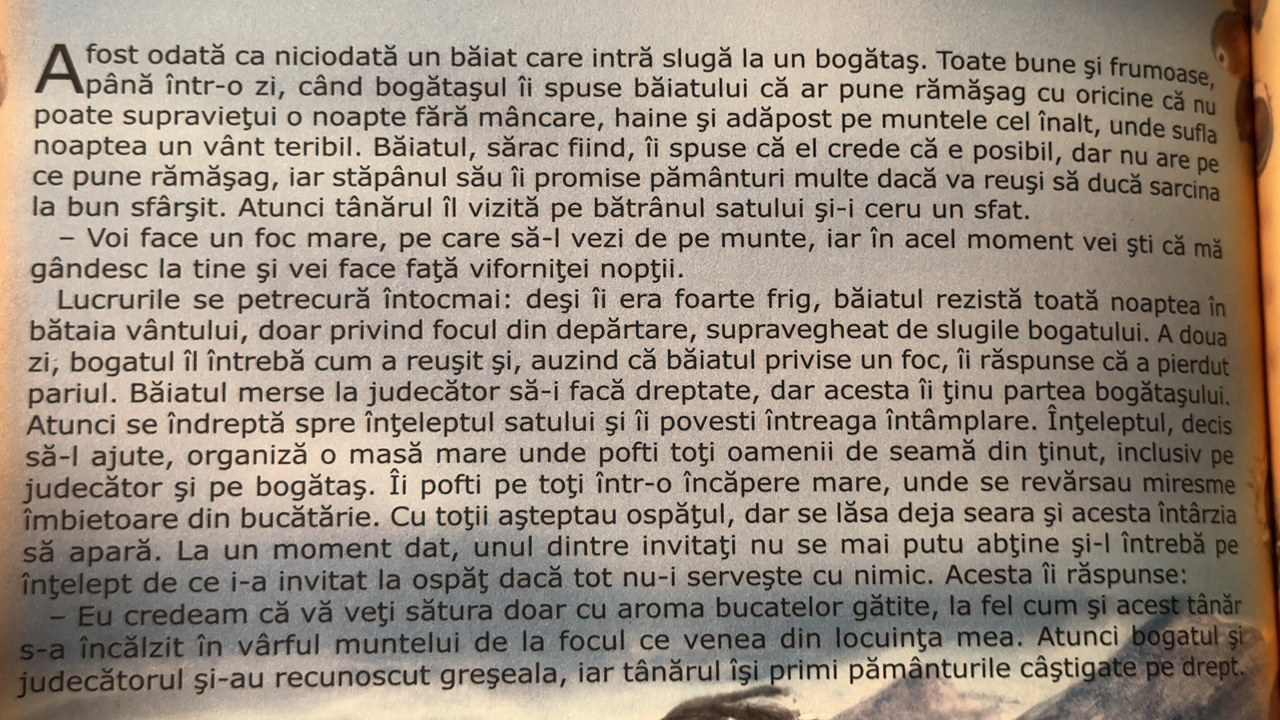 A fost odată ca niciodată un băiat care intră slugă la un bogătaş. Toate bune şi frumoase,
până într-o zi, când bogătaşul îi spuse băiatului că ar pune rămăşag cu oricine că nu
poate supravieţui o noapte fără mâncare, haine şi adăpost pe muntele cel înalt, unde sufla
noaptea un vânt teribil. Băiatul, sărac fiind, îi spuse că el crede că e posibil, dar nu are pe
ce pune rămăşag, iar stăpânul său îi promise pământuri multe dacă va reuşi să ducă sarcina
la bun sfârşit. Atunci tânărul îl vizită pe bătrânul satului şi-i ceru un sfat.
– Voi face un foc mare, pe care să-l vezi de pe munte, iar în acel moment vei şti că mă
gândesc la tine şi vei face faţă viforniţei nopţii.
Lucrurile se petrecură întocmai: deşi îi era foarte frig, băiatul rezistă toată noaptea în
bătaia vântului, doar privind focul din depărtare, supravegheat de slugile bogatului. A doua
zi, bogatul îl întrebă cum a reuşit şi, auzind că băiatul privise un foc, îi răspunse că a pierdut
pariul. Băiatul merse la judecător să-i facă dreptate, dar acesta îi ţinu partea bogătaşului.
Atunci se îndreptă spre înţeleptul satului şi îi povesti întreaga întâmplare. Înţeleptul, decis
să-l ajute, organiză o masă mare unde pofti toţi oamenii de seamă din ţinut, inclusiv pe
judecător şi pe bogătaş. Îi pofti pe toţi într-o încăpere mare, unde se revărsau miresme
îmbietoare din bucătărie. Cu toţii aşteptau ospăţul, dar se lăsa deja seara şi acesta întârzia
să apară. La un moment dat, unul dintre invitaţi nu se mai putu abţine şi-l întrebă pe
înţelept de ce i-a invitat la ospăţ dacă tot nu-i serveşte cu nimic. Acesta îi răspunse:
– Eu credeam că vă veţi sătura doar cu aroma bucatelor gătite, la fel cum şi acest tânăr
s-a încălzit în vârful muntelui de la focul ce venea din locuinţa mea. Atunci bogatul şi
judecătorul şi-au recunoscut greşeala, iar tânărul îşi primi pământurile câştigate pe drept.